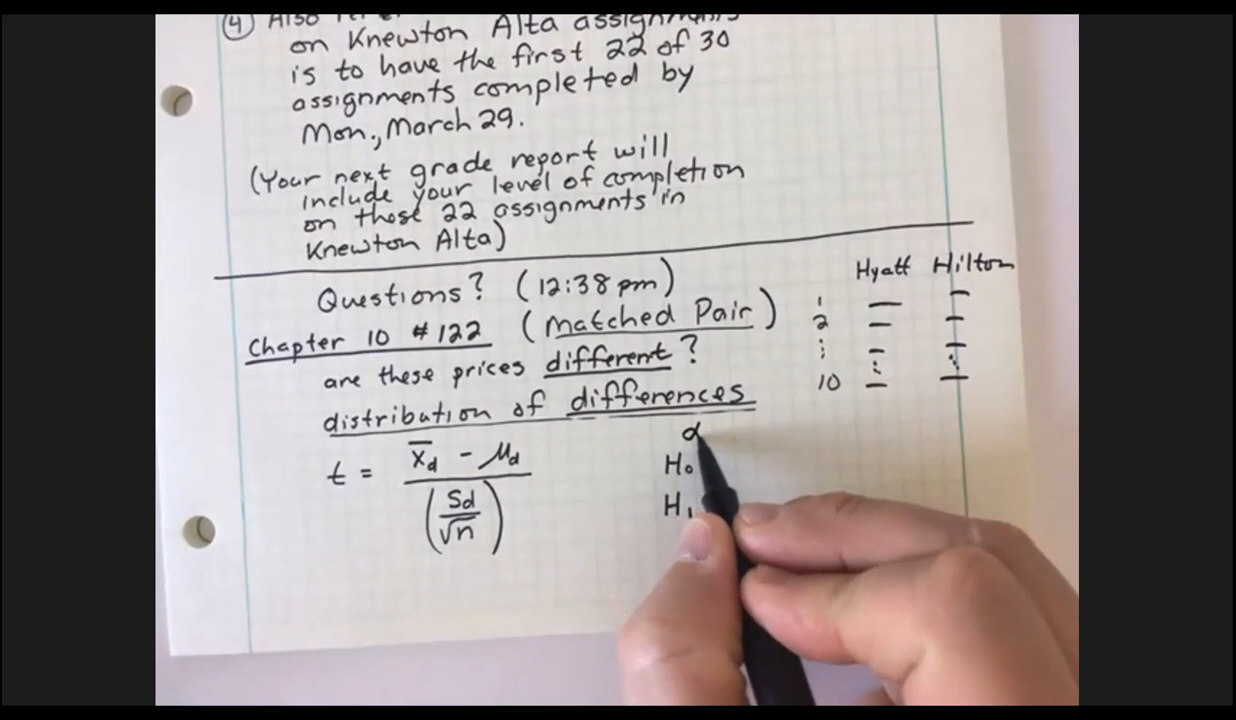 ④ Also
on Knewton Alta assignments
is to have the first 22 of 30
assignments completed by
Mon., March 29.
(Your next grade report will
include your level of completion
on those 22 assignments in
Knewton Alta)
Questions? (12:38 pm)
Chapter 10 #122 (Matched Pair)
are these prices different?
distribution of differences
t = x̄d - μd
(Sd/√n)
α
H₀
H₁
Hyatt Hilton
1 — —
2 — —
⋮ — —
⋮ ⋮
10 — —